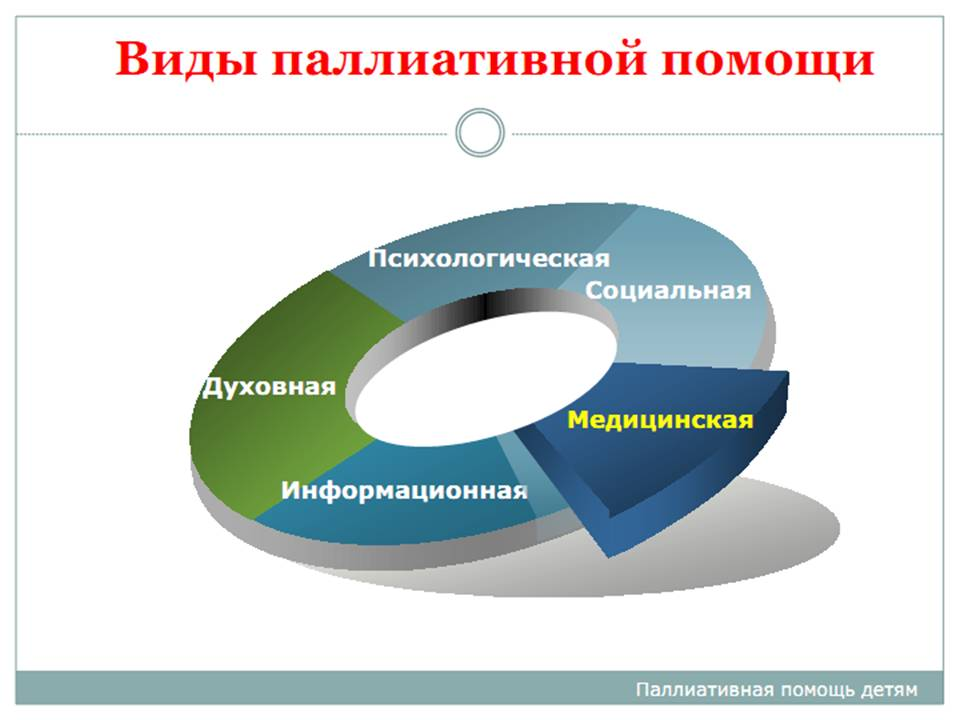 Виды паллиативной помощи
Психологическая
Социальная
Духовная
Медицинская
Информационная
Паллиативная помощь детям